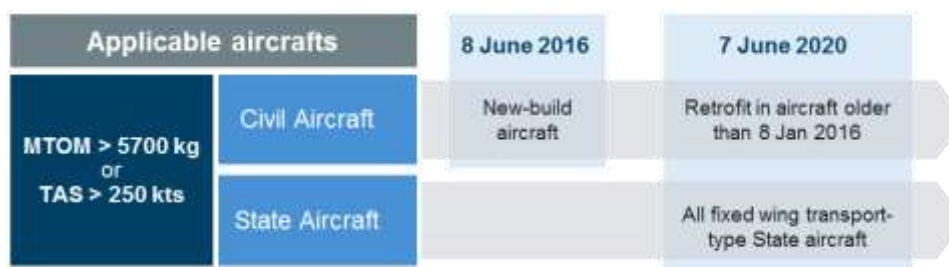 Applicable aircrafts
8 June 2016
7 June 2020
MTOM > 5700 kg
or
TAS > 250 kts
Civil Aircraft
New-build
aircraft
Retrofit in aircraft older
than 8 Jan 2016
State Aircraft
All fixed wing transport-
type State aircraft